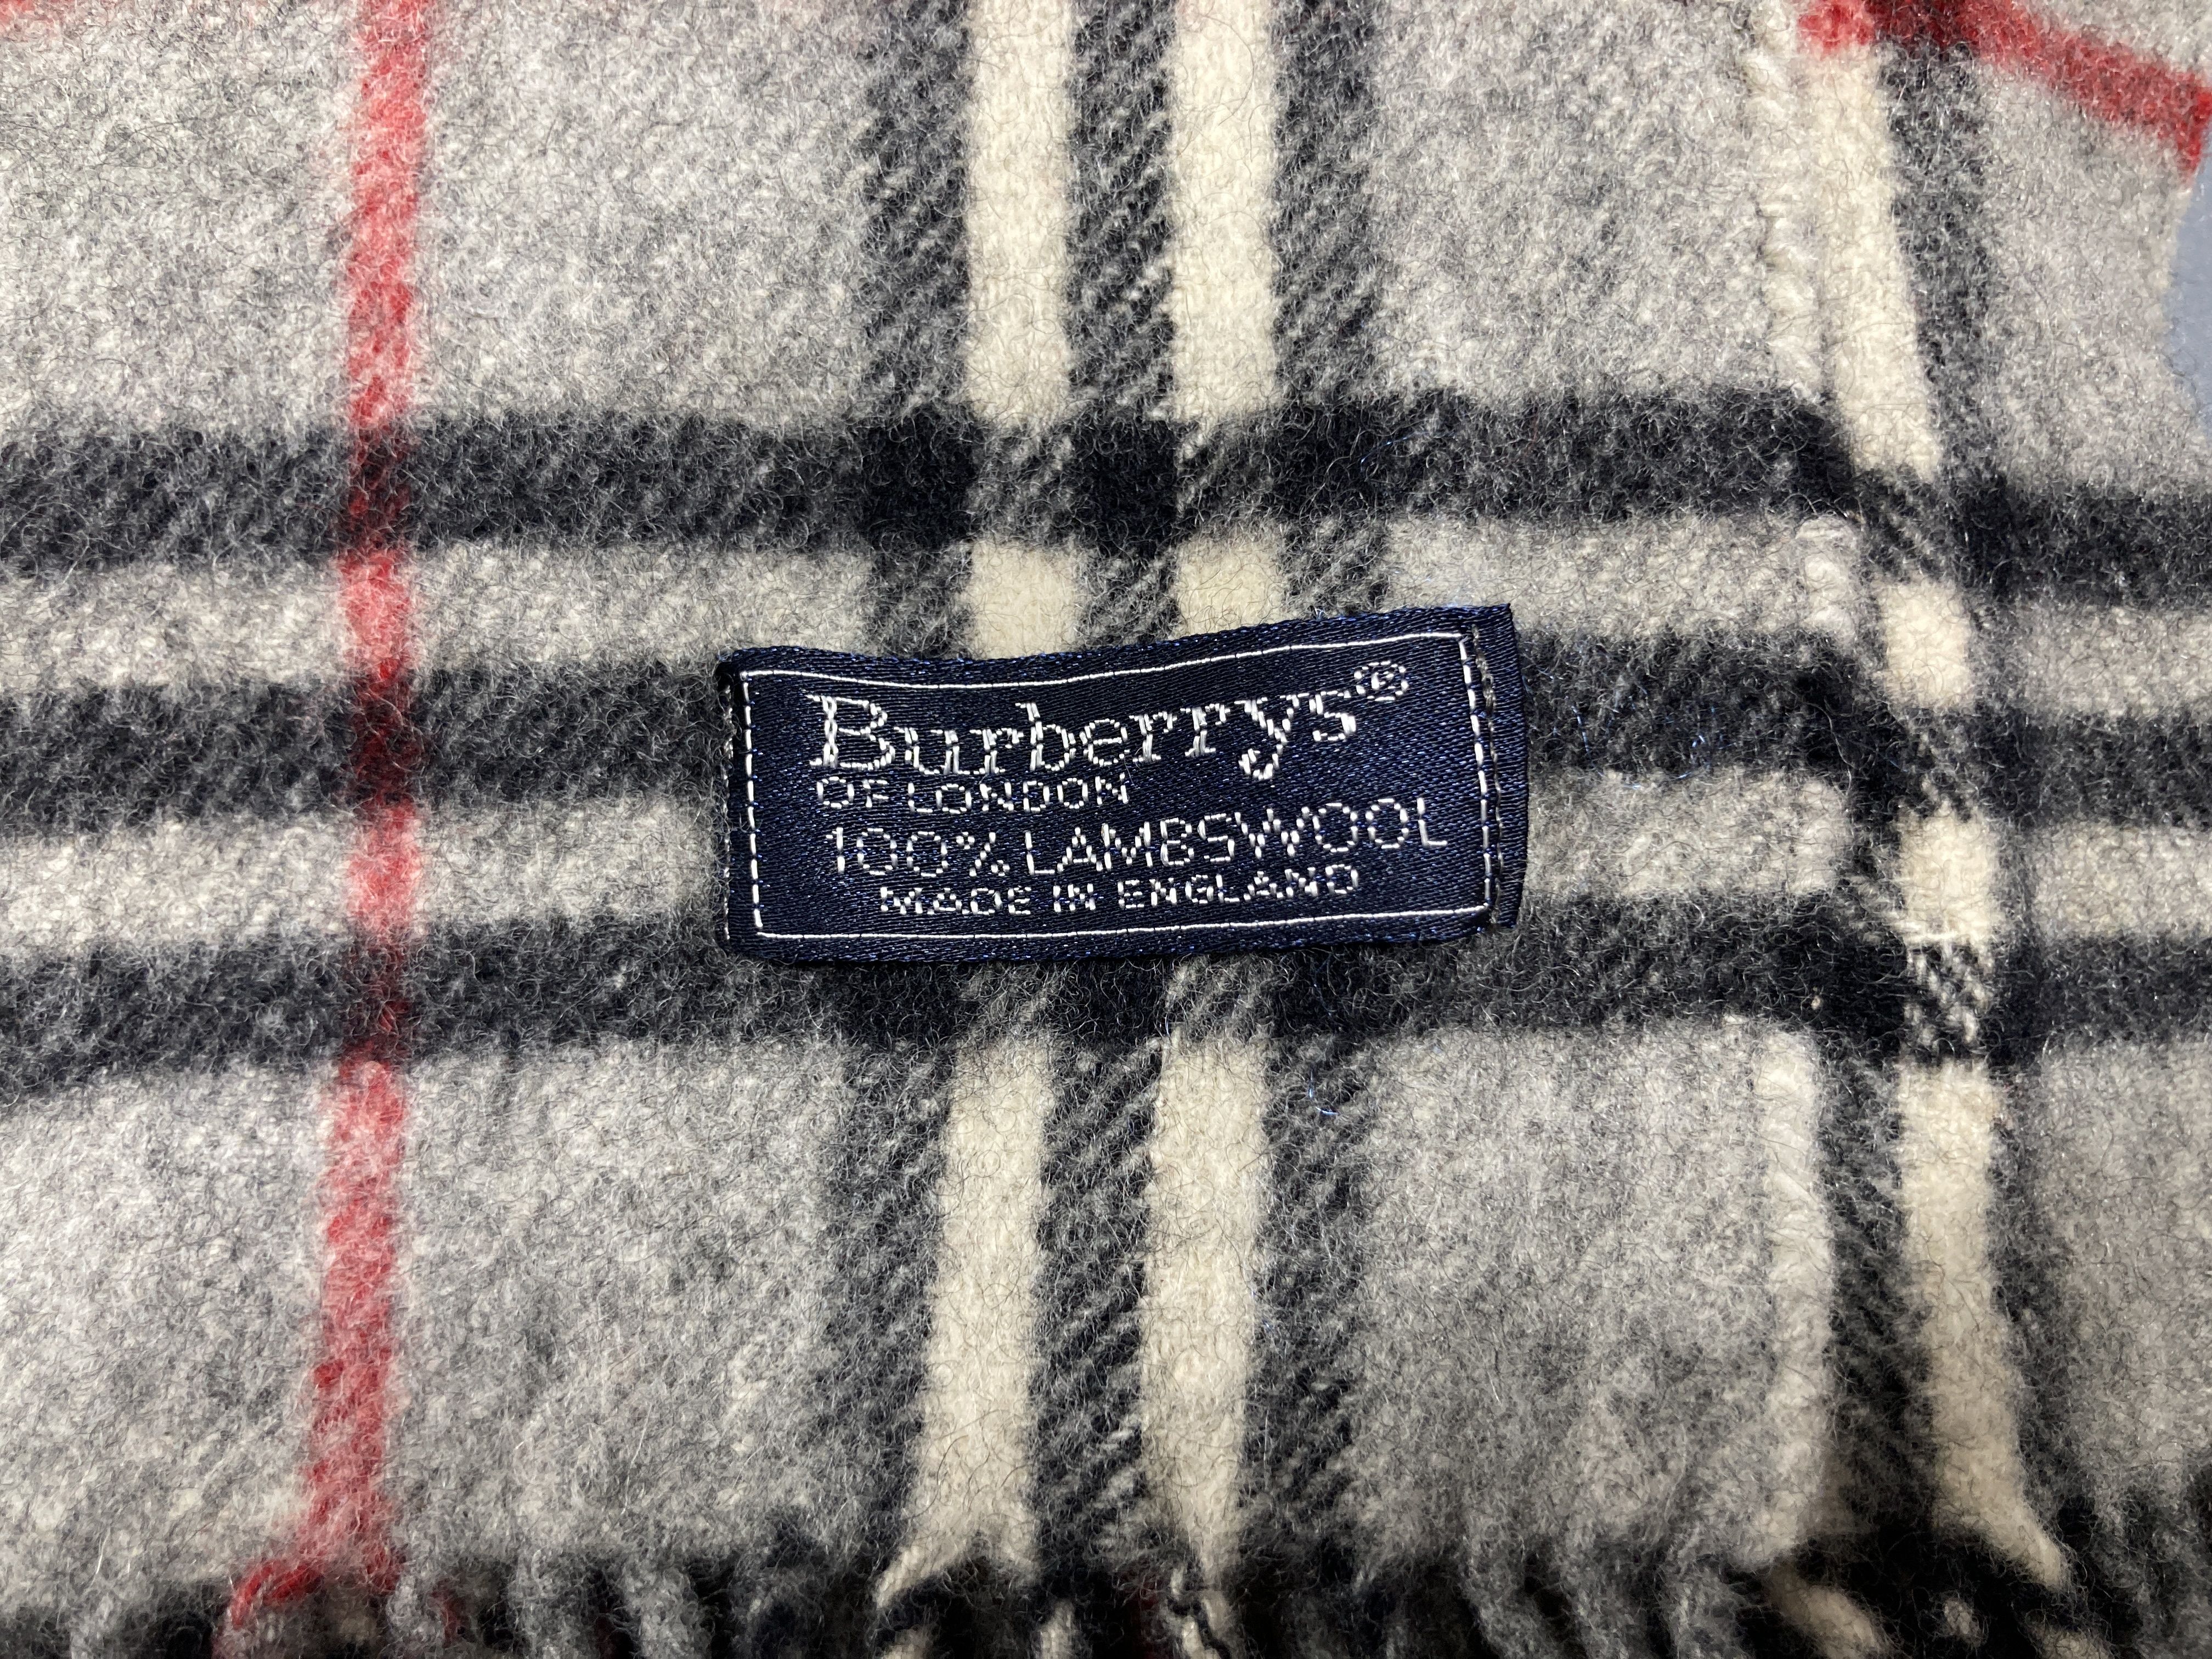 Burberrys®
OF LONDON
100% LAMBSWOOL
MADE IN ENGLAND